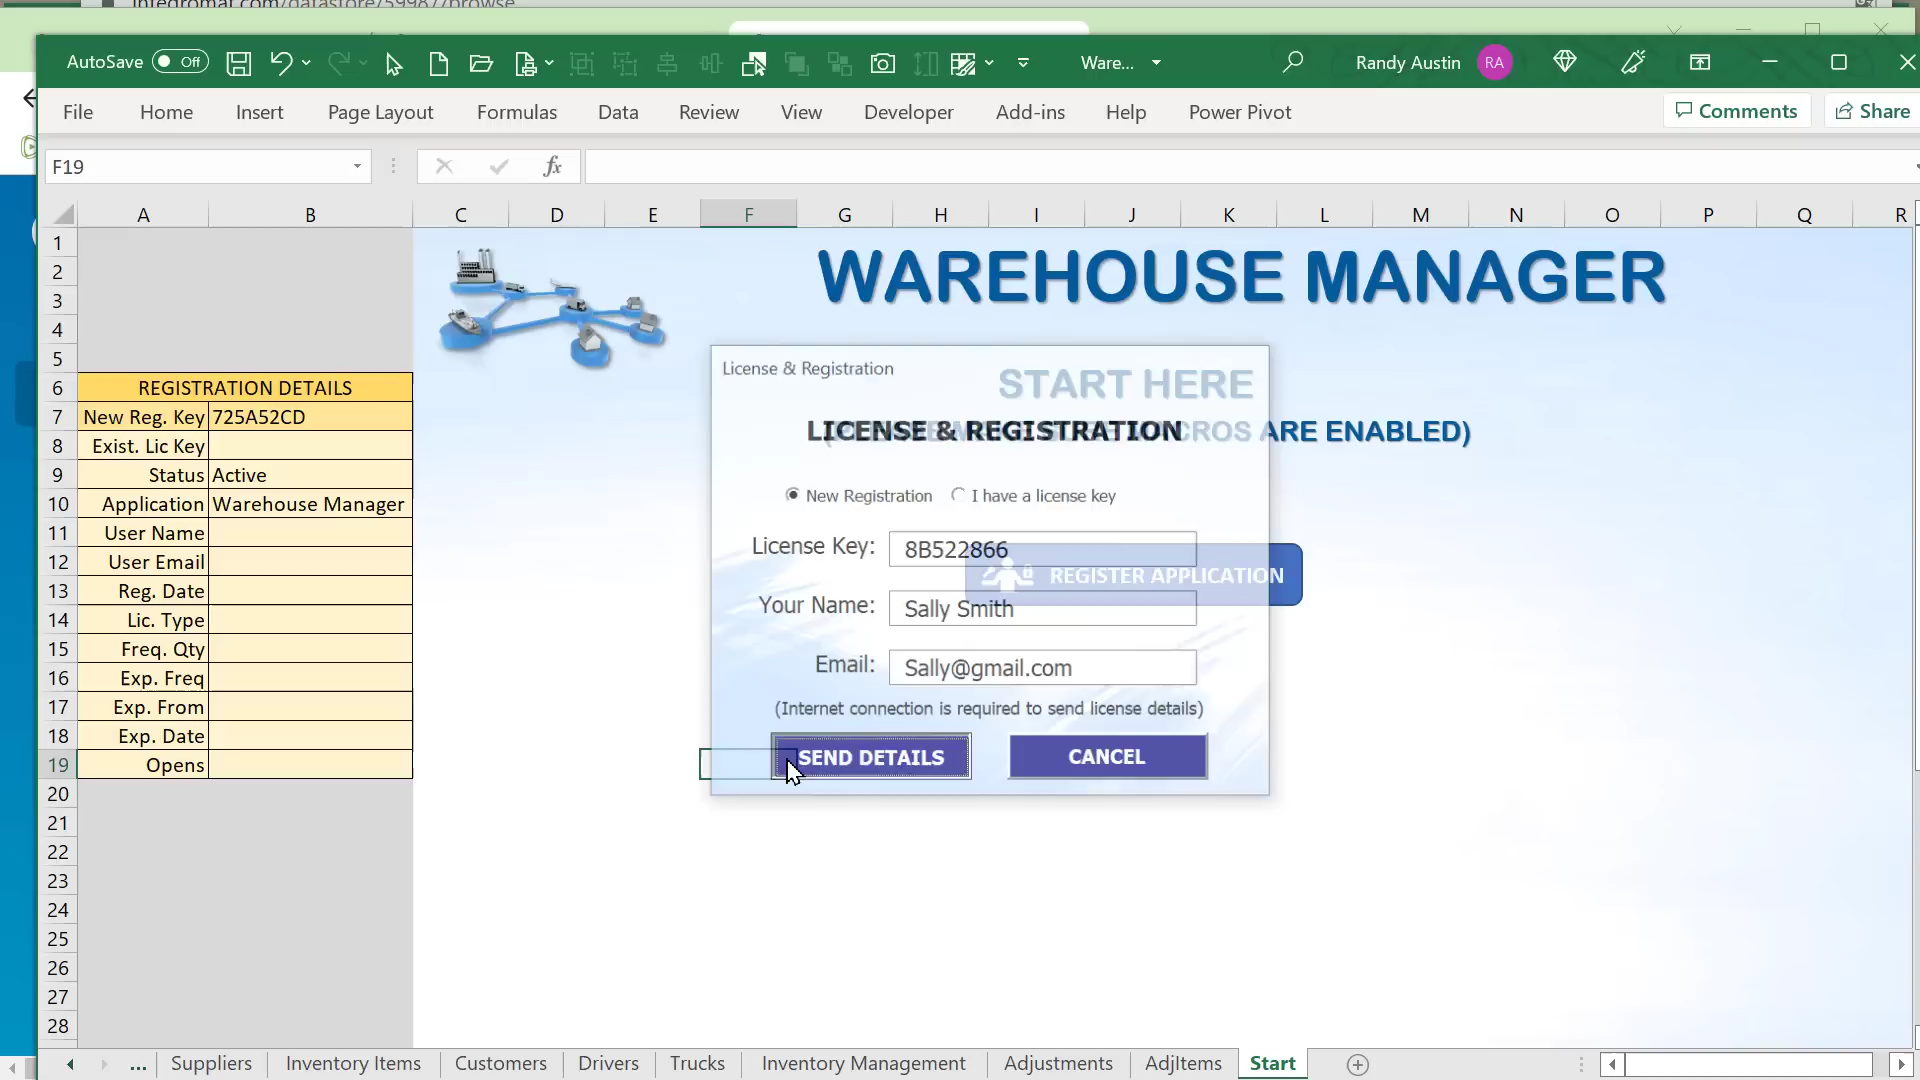 integromat.com/datastore/59987/browse
AutoSave Off Ware... Randy Austin RA
File Home Insert Page Layout Formulas Data Review View Developer Add-ins Help Power Pivot Comments Share
F19 fx
A B C D E F G H I J K L M N O P Q R
1
2
3
4
5
6
7
8
9
10
11
12
13
14
15
16
17
18
19
20
21
22
23
24
25
26
27
28
REGISTRATION DETAILS
New Reg. Key 725A52CD
Exist. Lic Key
Status Active
Application Warehouse Manager
User Name
User Email
Reg. Date
Lic. Type
Freq. Qty
Exp. Freq
Exp. From
Exp. Date
Opens
WAREHOUSE MANAGER
START HERE
ARE ENABLED)
REGISTER APPLICATION
License & Registration
LICENSE & REGISTRATION
New Registration I have a license key
License Key: 8B522866
Your Name: Sally Smith
Email: Sally@gmail.com
(Internet connection is required to send license details)
SEND DETAILS CANCEL
... Suppliers Inventory Items Customers Drivers Trucks Inventory Management Adjustments AdjItems Start